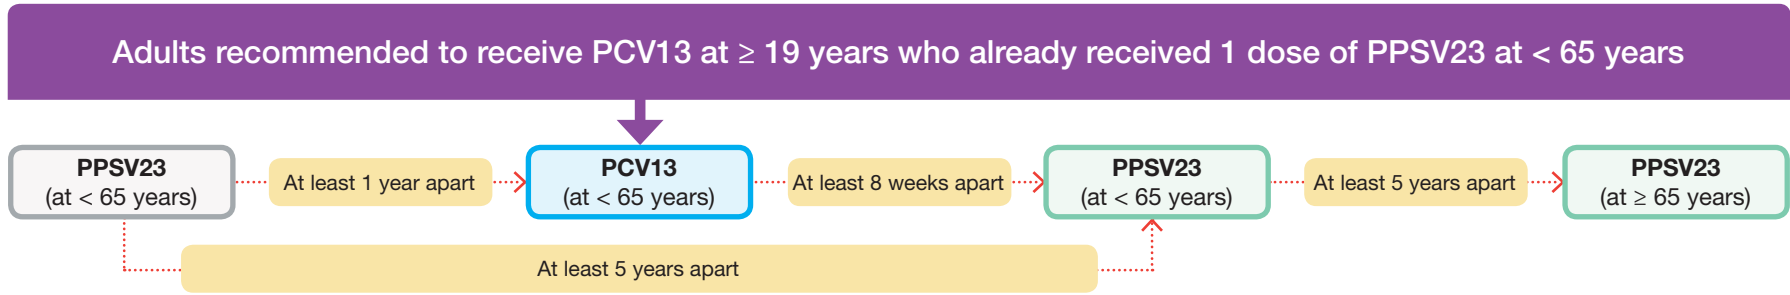 Adults recommended to receive PCV13 at ≥ 19 years who already received 1 dose of PPSV23 at < 65 years
PPSV23
(at < 65 years)
At least 1 year apart
PCV13
(at < 65 years)
At least 8 weeks apart
PPSV23
(at < 65 years)
At least 5 years apart
PPSV23
(at ≥ 65 years)
At least 5 years apart